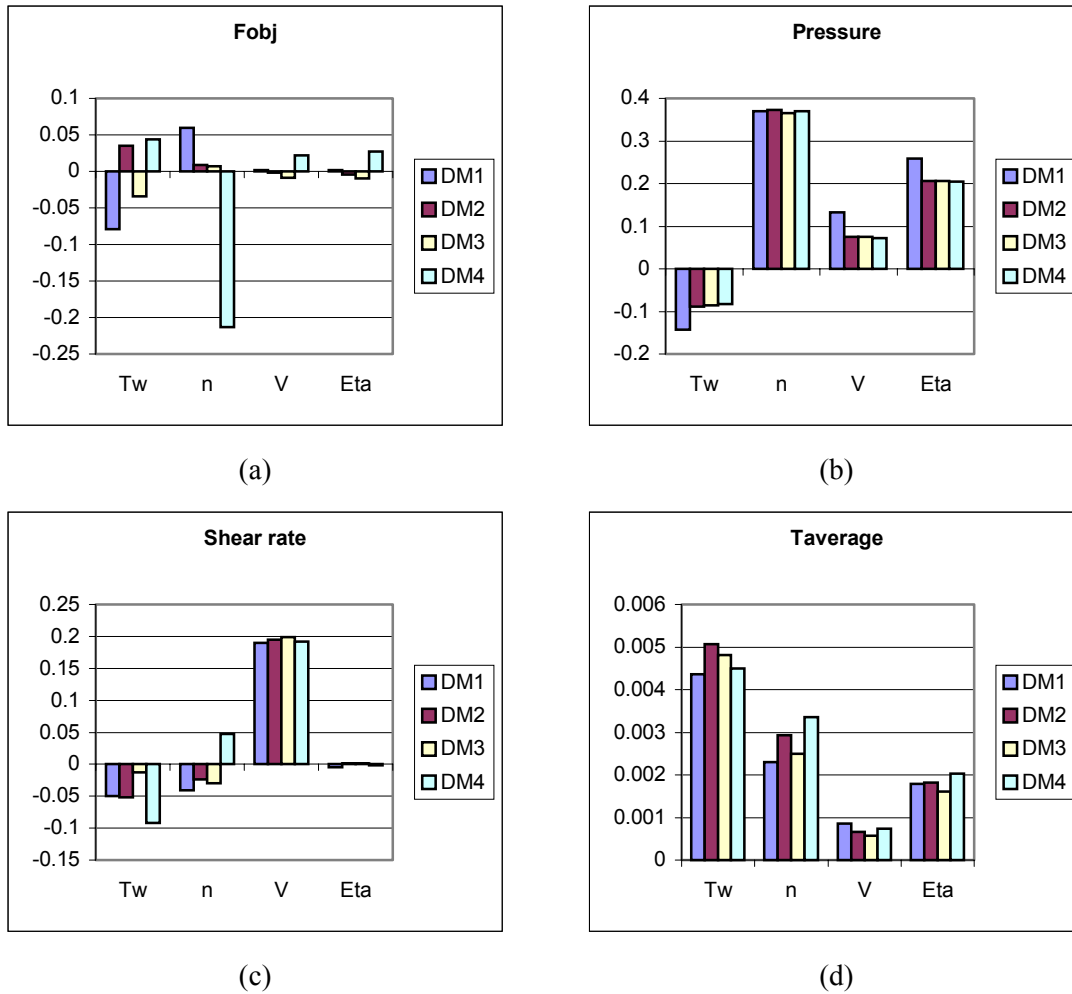 Fobj
0.1
0.05
0
-0.05
-0.1
-0.15
-0.2
-0.25
Tw n V Eta
DM1
DM2
DM3
DM4
(a)
Pressure
0.4
0.3
0.2
0.1
0
-0.1
-0.2
Tw n V Eta
DM1
DM2
DM3
DM4
(b)
Shear rate
0.25
0.2
0.15
0.1
0.05
0
-0.05
-0.1
-0.15
Tw n V Eta
DM1
DM2
DM3
DM4
(c)
Taverage
0.006
0.005
0.004
0.003
0.002
0.001
0
Tw n V Eta
DM1
DM2
DM3
DM4
(d)